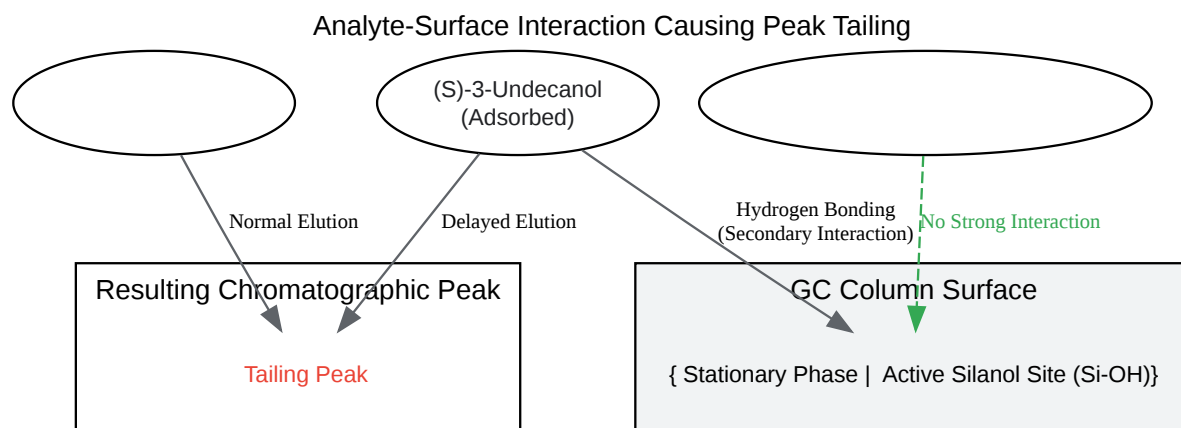 Analyte-Surface Interaction Causing Peak Tailing
(S)-3-Undecanol
(Adsorbed)
Normal Elution
Delayed Elution
Hydrogen Bonding
(Secondary Interaction)
No Strong Interaction
Resulting Chromatographic Peak
GC Column Surface
Tailing Peak
{ Stationary Phase | Active Silanol Site (Si-OH)}